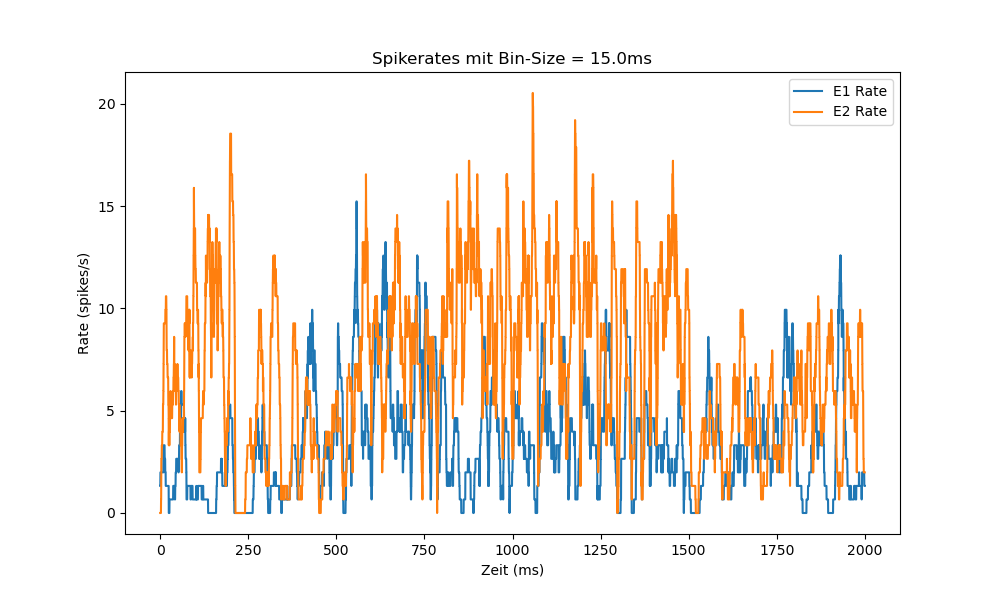 Spikerates mit Bin-Size = 15.0ms
E1 Rate
E2 Rate
Rate (spikes/s)
20
15
10
5
0
0 250 500 750 1000 1250 1500 1750 2000
Zeit (ms)